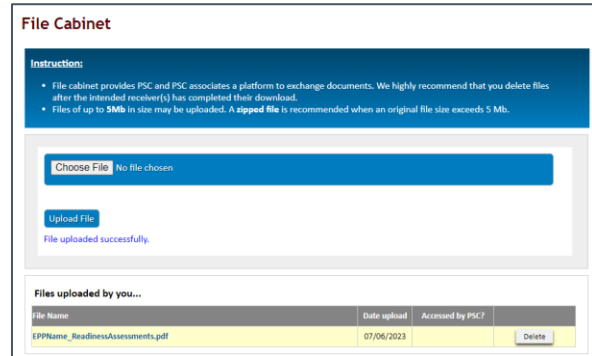 File Cabinet
Instruction:
• File cabinet provides PSC and PSC associates a platform to exchange documents. We highly recommend that you delete files
after the intended receiver(s) has completed their download.
• Files of up to 5Mb in size may be uploaded. A zipped file is recommended when an original file size exceeds 5 Mb.
Choose File No file chosen
Upload File
File uploaded successfully.
Files uploaded by you...
File Name Date upload Accessed by PSC?
EPPName_ReadinessAssessments.pdf 07/06/2023 Delete